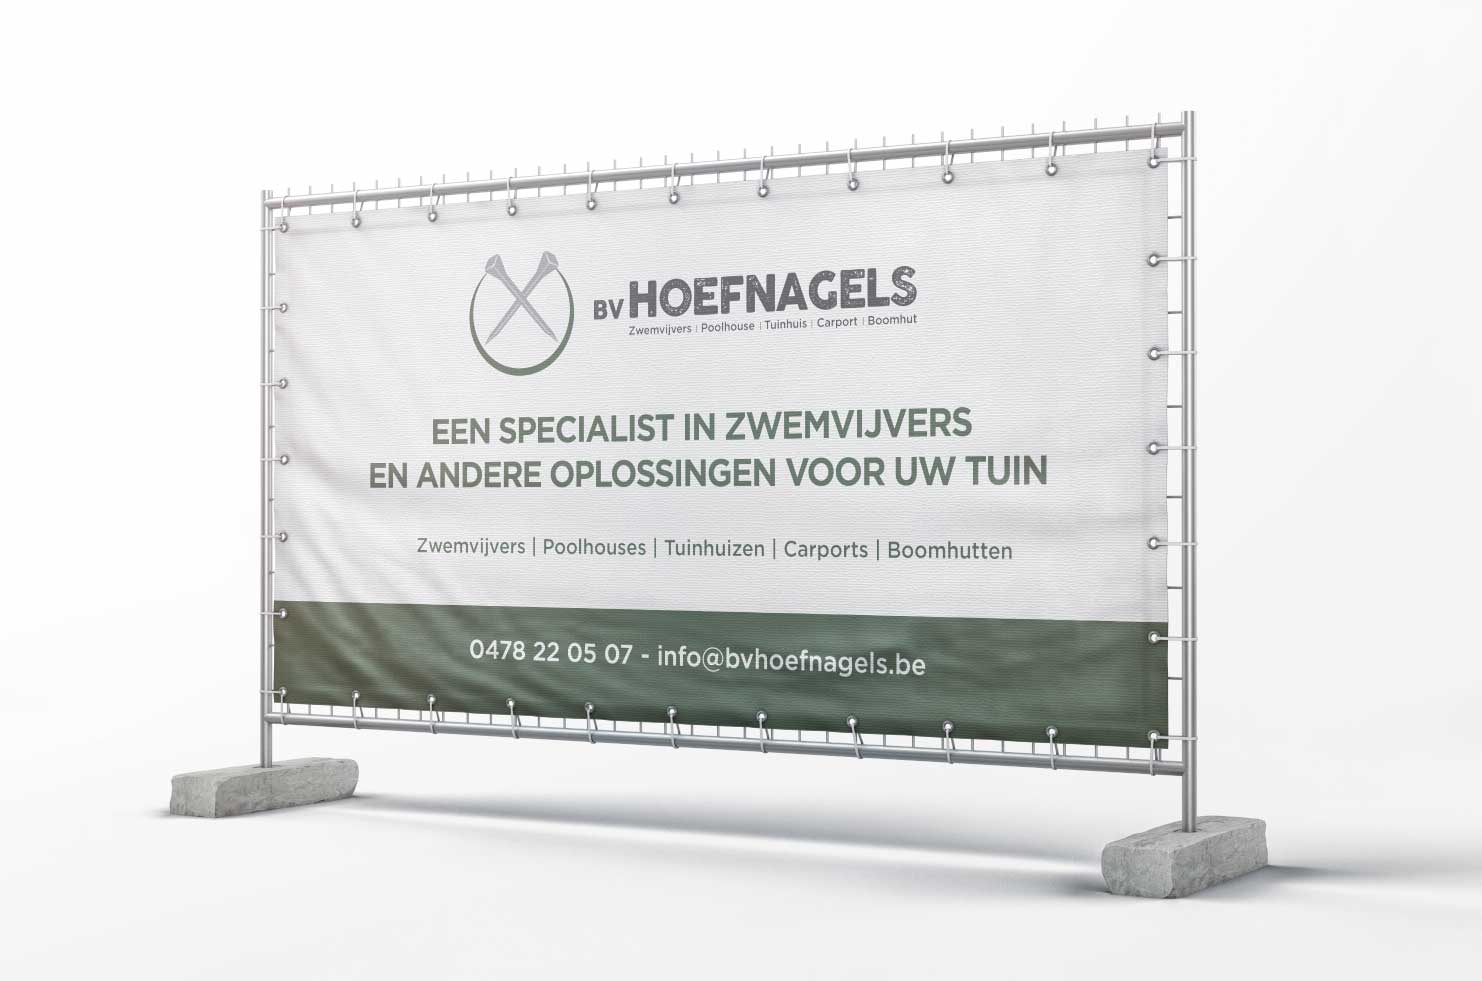 BV HOEFNAGELS
Zwemvijvers | Poolhouse | Tuinhuis | Carport | Boomhut
EEN SPECIALIST IN ZWEMVIJVERS
EN ANDERE OPLOSSINGEN VOOR UW TUIN
Zwemvijvers | Poolhouses | Tuinhuizen | Carports | Boomhutten
0478 22 05 07 - info@bvhoefnagels.be